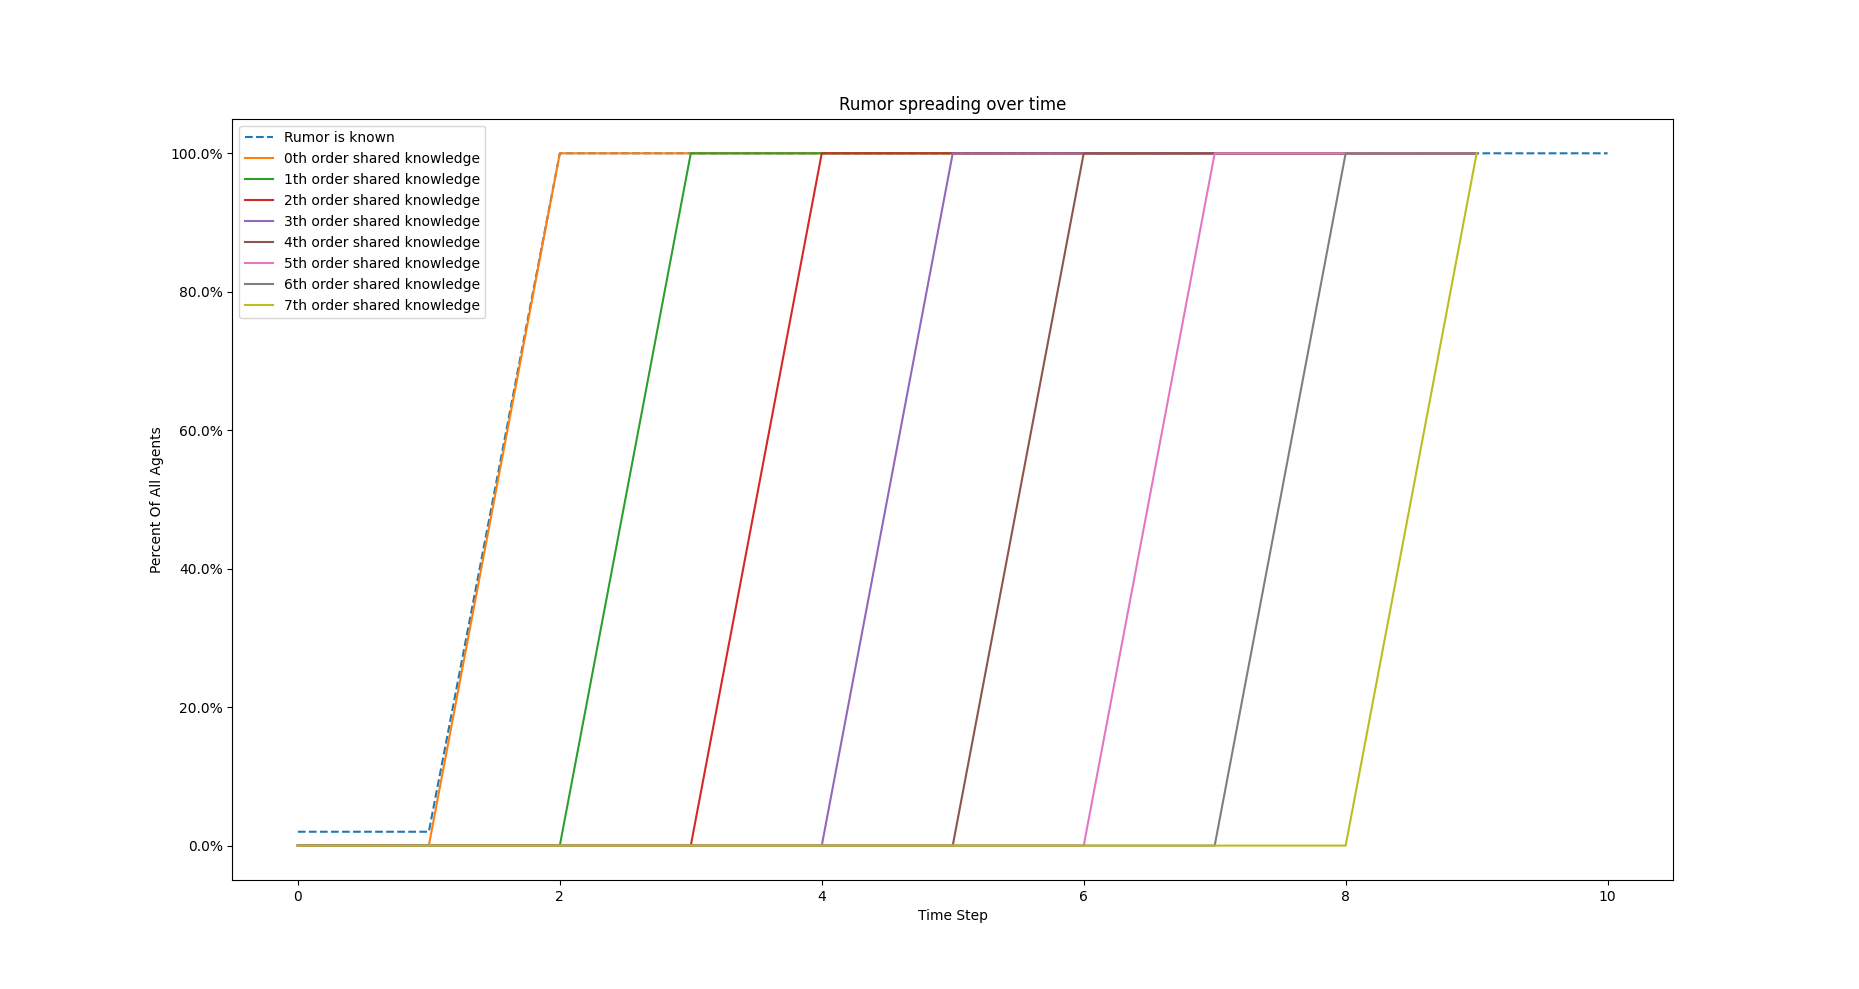 Rumor spreading over time
Rumor is known
0th order shared knowledge
1th order shared knowledge
2th order shared knowledge
3th order shared knowledge
4th order shared knowledge
5th order shared knowledge
6th order shared knowledge
7th order shared knowledge
100.0%
80.0%
60.0%
40.0%
20.0%
0.0%
Percent Of All Agents
0 2 4 6 8 10
Time Step